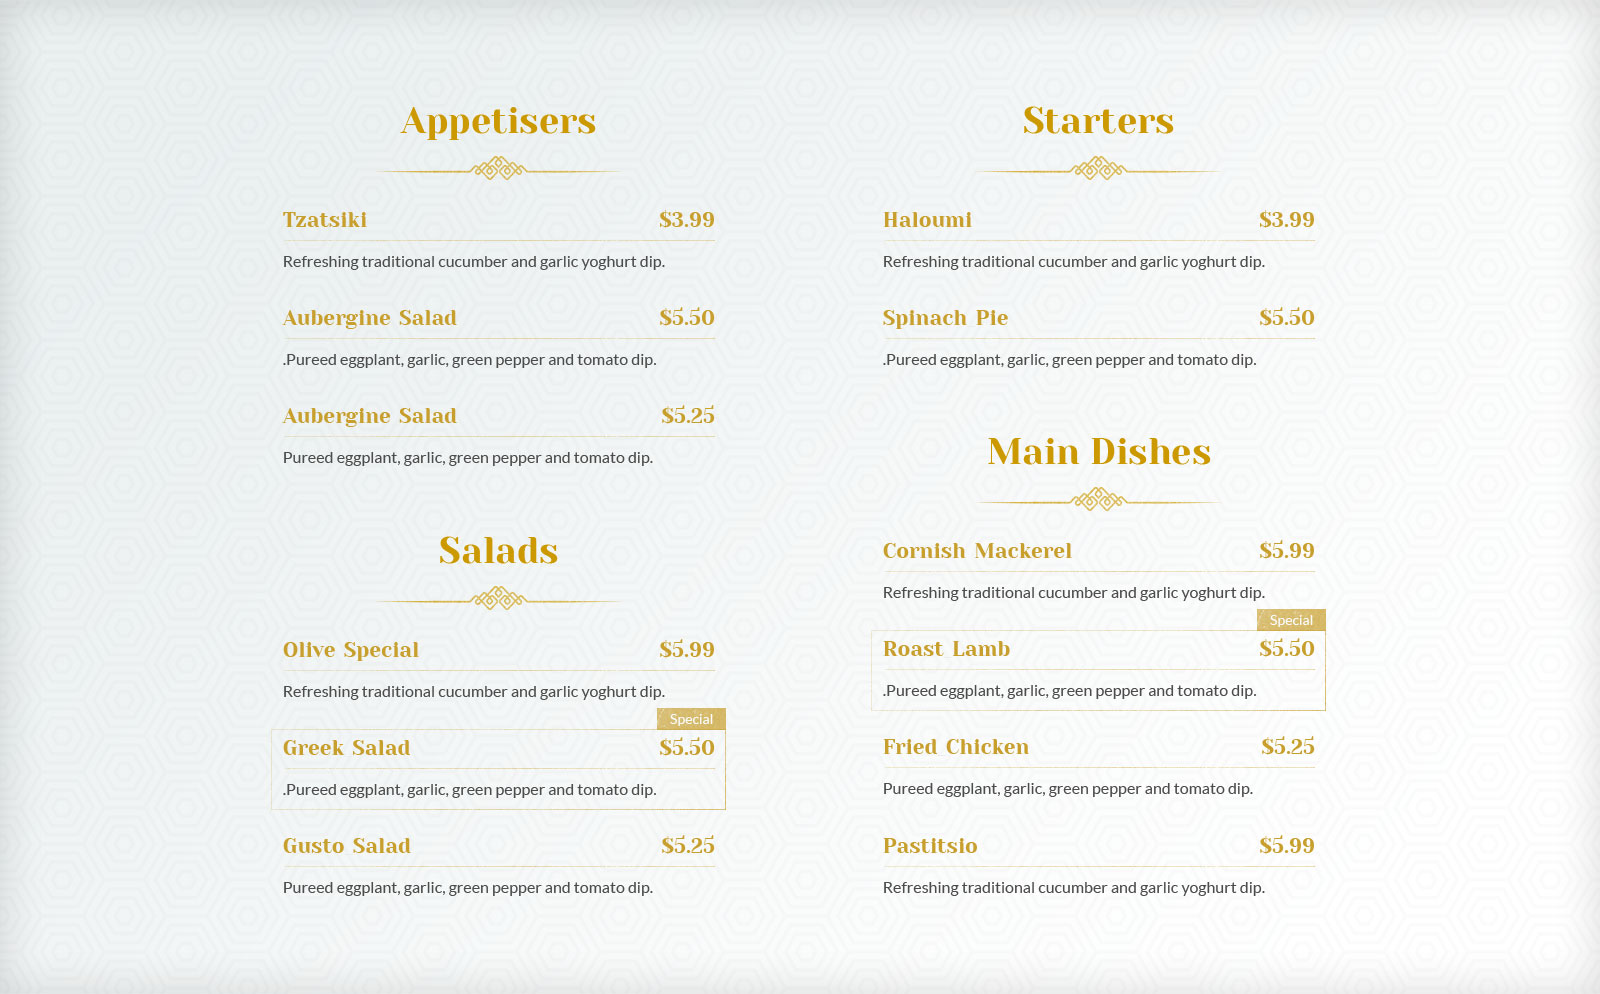 Appetisers
Tzatsiki $3.99
Refreshing traditional cucumber and garlic yoghurt dip.
Aubergine Salad $5.50
.Pureed eggplant, garlic, green pepper and tomato dip.
Aubergine Salad $5.25
Pureed eggplant, garlic, green pepper and tomato dip.
Salads
Olive Special $5.99
Refreshing traditional cucumber and garlic yoghurt dip.
Special
Greek Salad $5.50
.Pureed eggplant, garlic, green pepper and tomato dip.
Gusto Salad $5.25
Pureed eggplant, garlic, green pepper and tomato dip.
Starters
Haloumi $3.99
Refreshing traditional cucumber and garlic yoghurt dip.
Spinach Pie $5.50
.Pureed eggplant, garlic, green pepper and tomato dip.
Main Dishes
Cornish Mackerel $5.99
Refreshing traditional cucumber and garlic yoghurt dip.
Special
Roast Lamb $5.50
.Pureed eggplant, garlic, green pepper and tomato dip.
Fried Chicken $5.25
Pureed eggplant, garlic, green pepper and tomato dip.
Pastitsio $5.99
Refreshing traditional cucumber and garlic yoghurt dip.